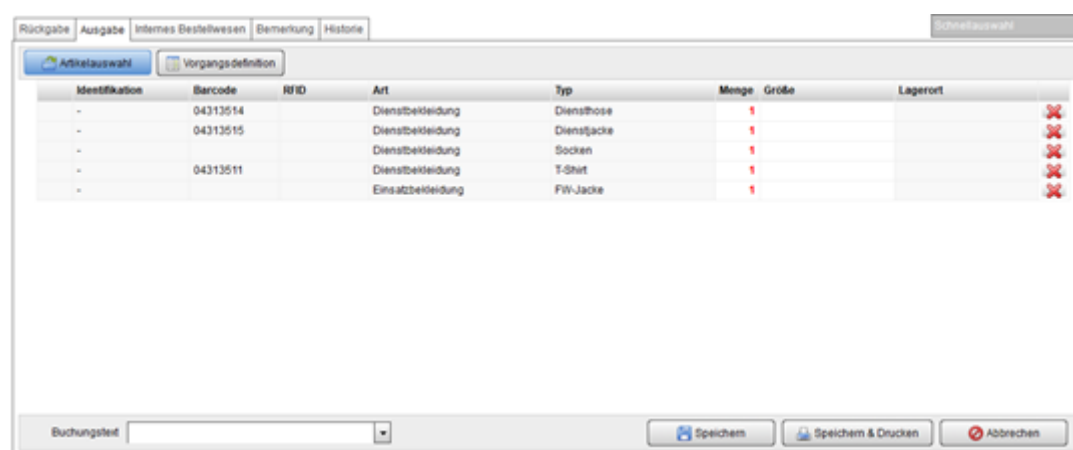 Rückgabe Ausgabe Internes Bestellwesen Bemerkung Historie Schnellauswahl
Artikelauswahl Vorgangsdefinition
Identifikation Barcode RFID Art Typ Menge Größe Lagerort
- 04313514 Dienstbekleidung Diensthose 1
- 04313515 Dienstbekleidung Dienstjacke 1
- Dienstbekleidung Socken 1
- 04313511 Dienstbekleidung T-Shirt 1
- Einsatzbekleidung FW-Jacke 1
Buchungstext Speichern Speichern & Drucken Abbrechen